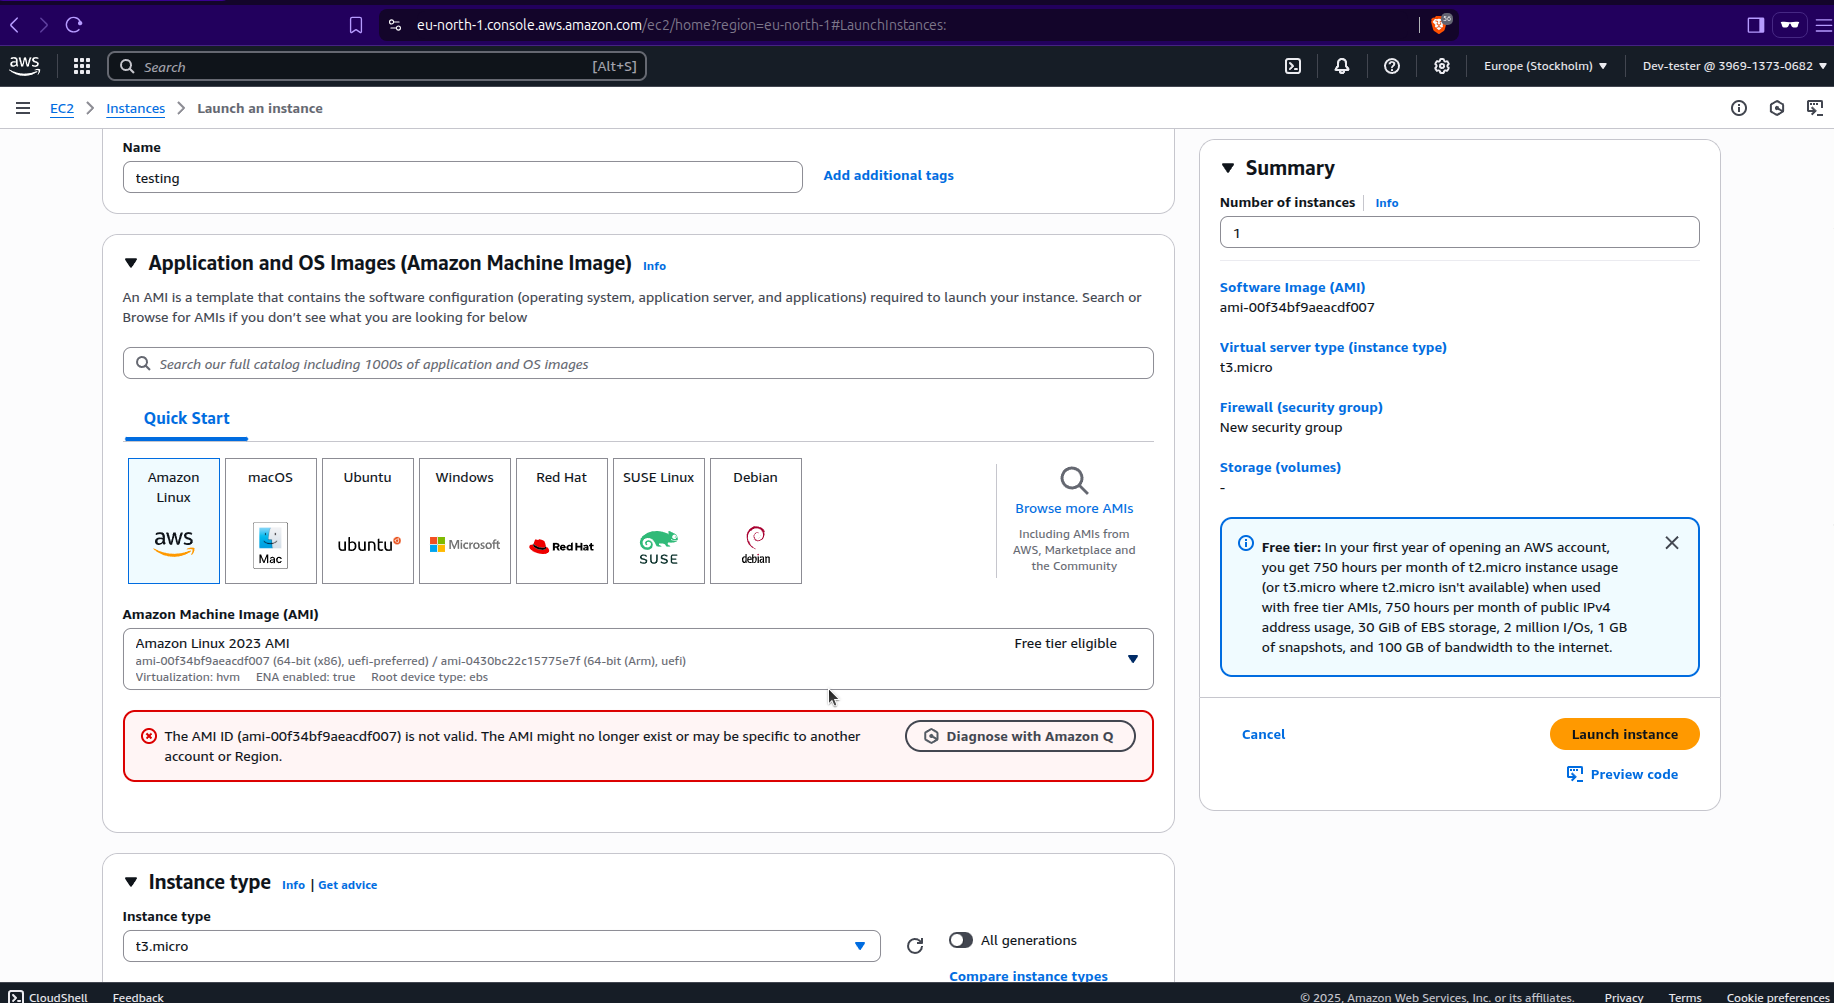 eu-north-1.console.aws.amazon.com/ec2/home?region=eu-north-1#LaunchInstances:
56
aws
Search
[Alt+S]
Europe (Stockholm)
Dev-tester @ 3969-1373-0682
EC2
Instances
Launch an instance
Name
testing
Add additional tags
Application and OS Images (Amazon Machine Image) Info
An AMI is a template that contains the software configuration (operating system, application server, and applications) required to launch your instance. Search or
Browse for AMIs if you don't see what you are looking for below
Search our full catalog including 1000s of application and OS images
Quick Start
Amazon
Linux
aws
macOS
Mac
Ubuntu
ubuntu
Windows
Microsoft
Red Hat
Red Hat
SUSE Linux
SUSE
Debian
debian
Browse more AMIs
Including AMIs from
AWS, Marketplace and
the Community
Amazon Machine Image (AMI)
Amazon Linux 2023 AMI
Free tier eligible
ami-00f34bf9aeacdf007 (64-bit (x86), uefi-preferred) / ami-0430bc22c15775e7f (64-bit (Arm), uefi)
Virtualization: hvm ENA enabled: true Root device type: ebs
The AMI ID (ami-00f34bf9aeacdf007) is not valid. The AMI might no longer exist or may be specific to another
account or Region.
Diagnose with Amazon Q
Instance type Info | Get advice
Instance type
t3.micro
All generations
Compare instance types
Summary
Number of instances Info
1
Software Image (AMI)
ami-00f34bf9aeacdf007
Virtual server type (instance type)
t3.micro
Firewall (security group)
New security group
Storage (volumes)
-
Free tier: In your first year of opening an AWS account,
you get 750 hours per month of t2.micro instance usage
(or t3.micro where t2.micro isn't available) when used
with free tier AMIs, 750 hours per month of public IPv4
address usage, 30 GiB of EBS storage, 2 million I/Os, 1 GB
of snapshots, and 100 GB of bandwidth to the internet.
Cancel
Launch instance
Preview code
CloudShell
Feedback
© 2025, Amazon Web Services, Inc. or its affiliates.
Privacy
Terms
Cookie preferences